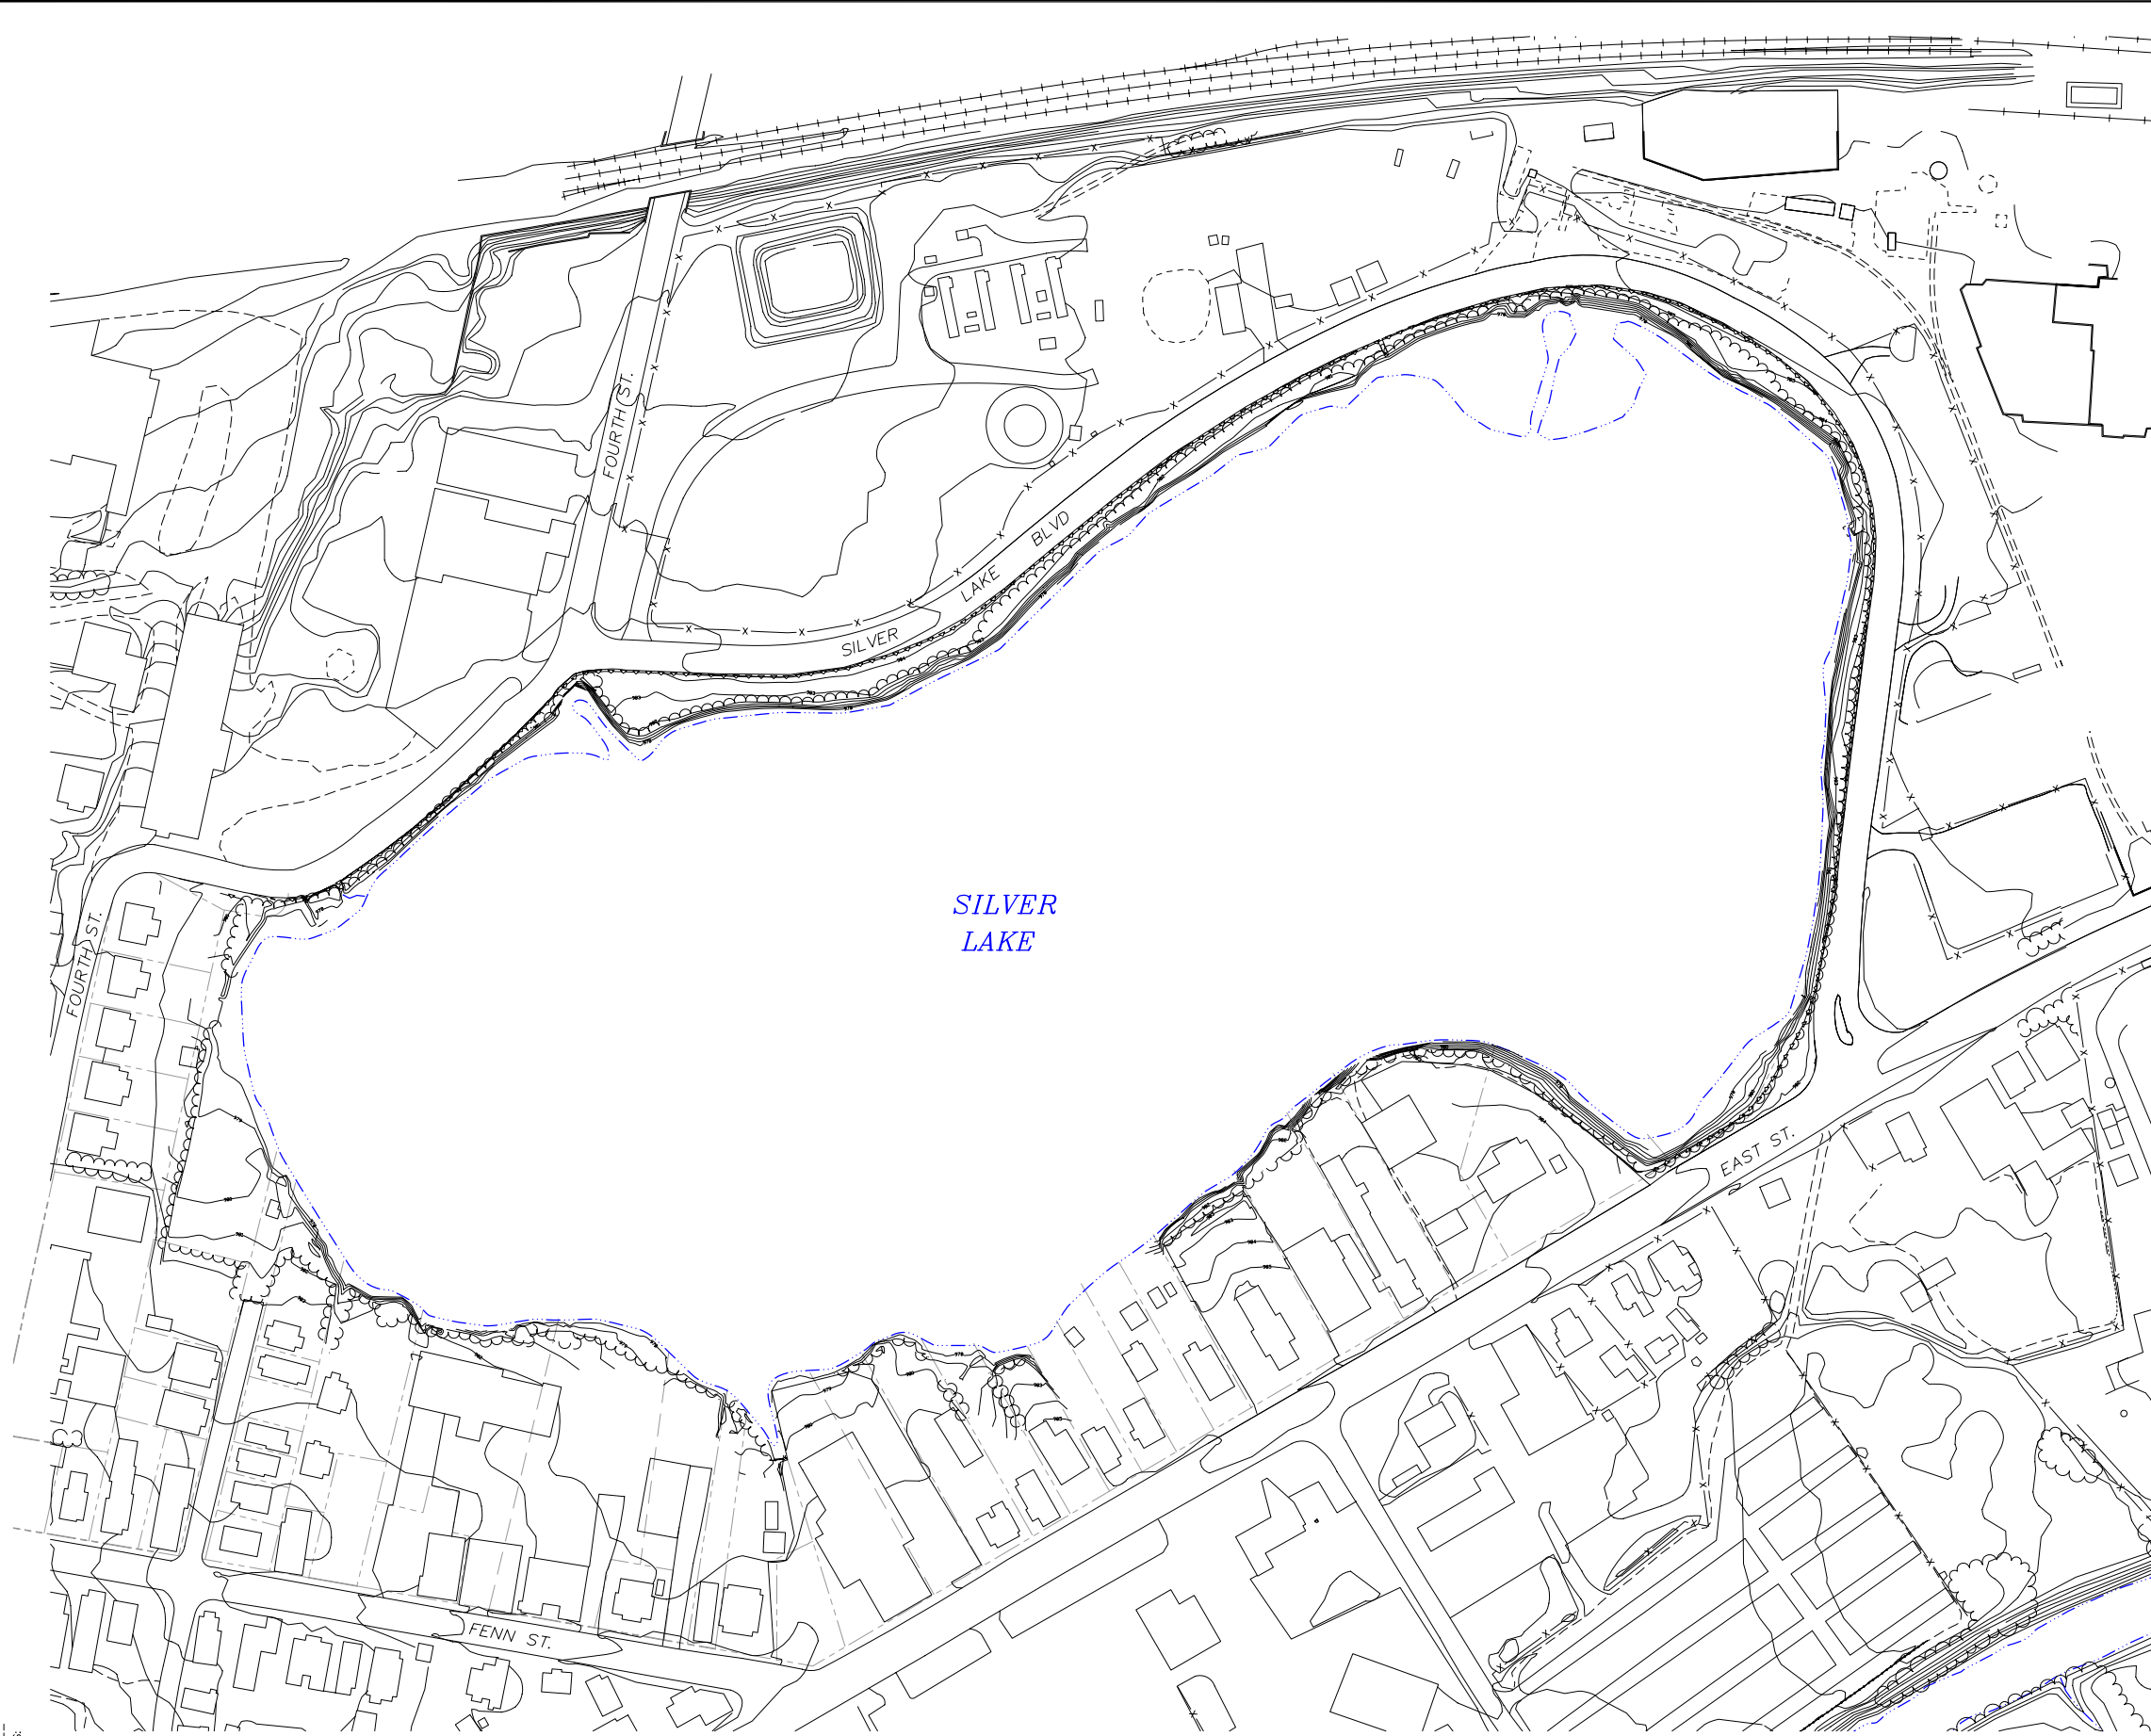 FOURTH ST.
BLVD
LAKE
SILVER
SILVER
LAKE
FOURTH ST.
EAST ST.
FENN ST.